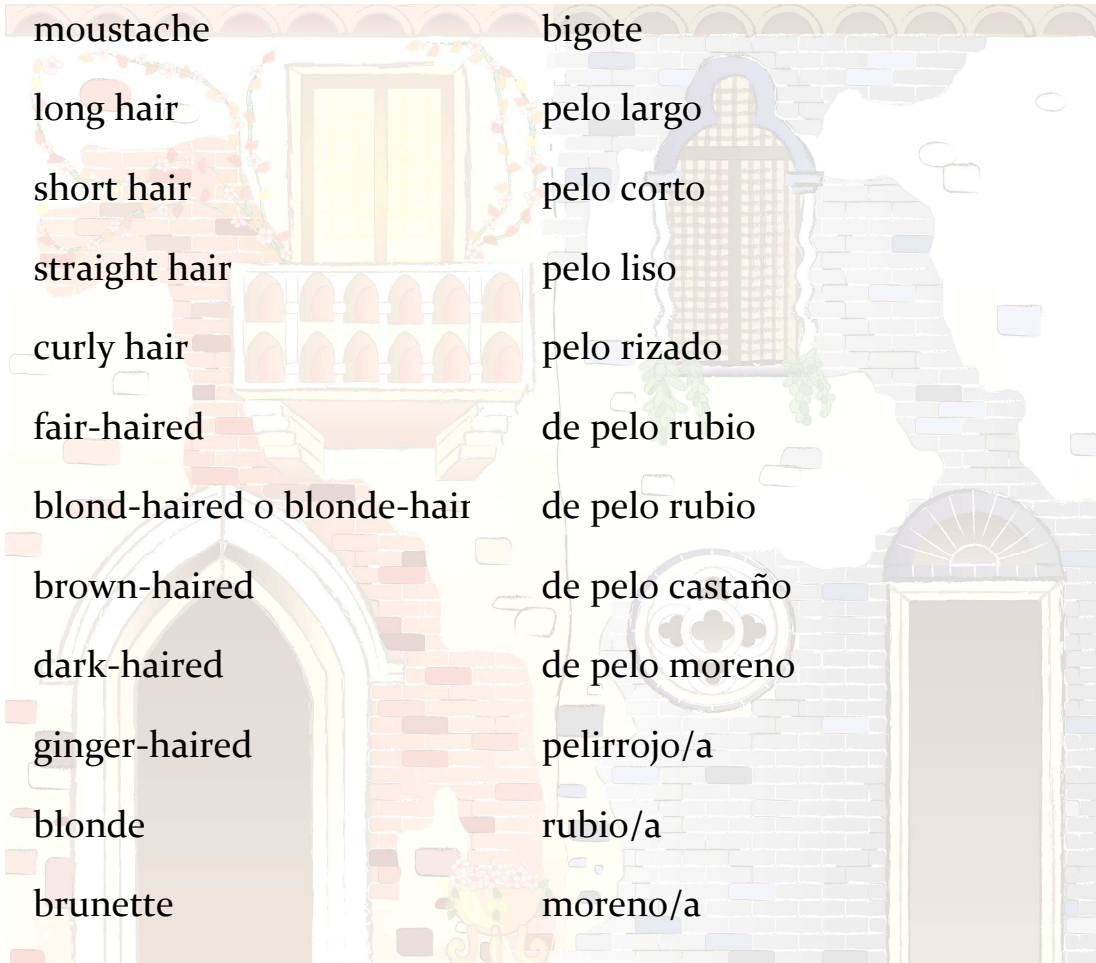 moustache bigote
long hair pelo largo
short hair pelo corto
straight hair pelo liso
curly hair pelo rizado
fair-haired de pelo rubio
blond-haired o blonde-hair de pelo rubio
brown-haired de pelo castaño
dark-haired de pelo moreno
ginger-haired pelirrojo/a
blonde rubio/a
brunette moreno/a